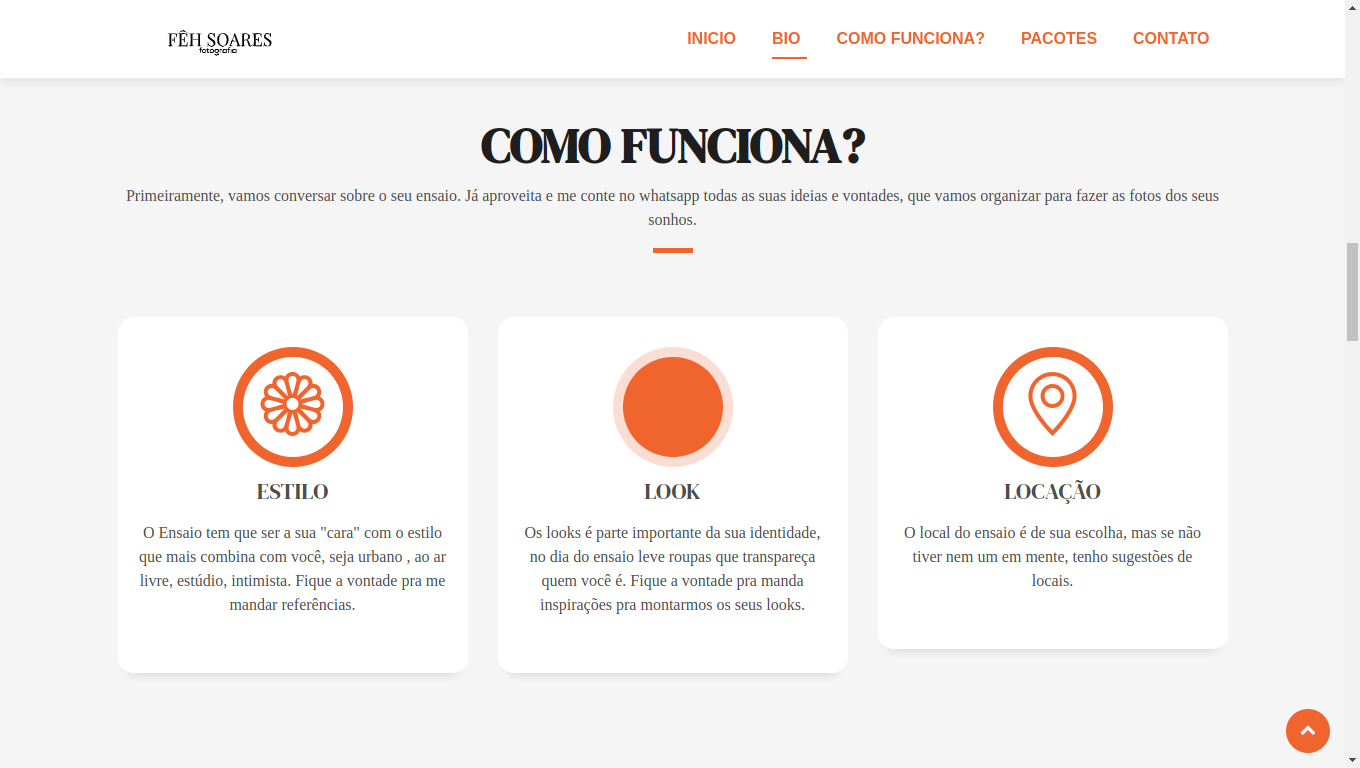 FÊH SOARES
fotografia
INICIO
BIO
COMO FUNCIONA?
PACOTES
CONTATO
COMO FUNCIONA?
Primeiramente, vamos conversar sobre o seu ensaio. Já aproveita e me conte no whatsapp todas as suas ideias e vontades, que vamos organizar para fazer as fotos dos seus
sonhos.
ESTILO
O Ensaio tem que ser a sua "cara" com o estilo
que mais combina com você, seja urbano , ao ar
livre, estúdio, intimista. Fique a vontade pra me
mandar referências.
LOOK
Os looks é parte importante da sua identidade,
no dia do ensaio leve roupas que transpareça
quem você é. Fique a vontade pra manda
inspirações pra montarmos os seus looks.
LOCAÇÃO
O local do ensaio é de sua escolha, mas se não
tiver nem um em mente, tenho sugestões de
locais.